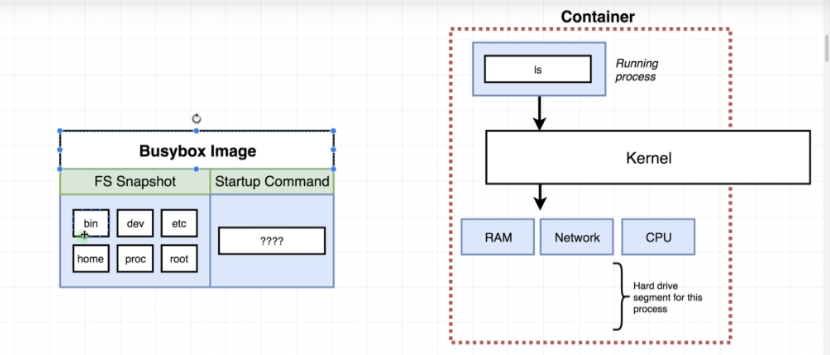 Container
ls
Running
process
Kernel
RAM
Network
CPU
Hard drive
segment for this
process
Busybox Image
FS Snapshot
Startup Command
bin
dev
etc
home
proc
root
????